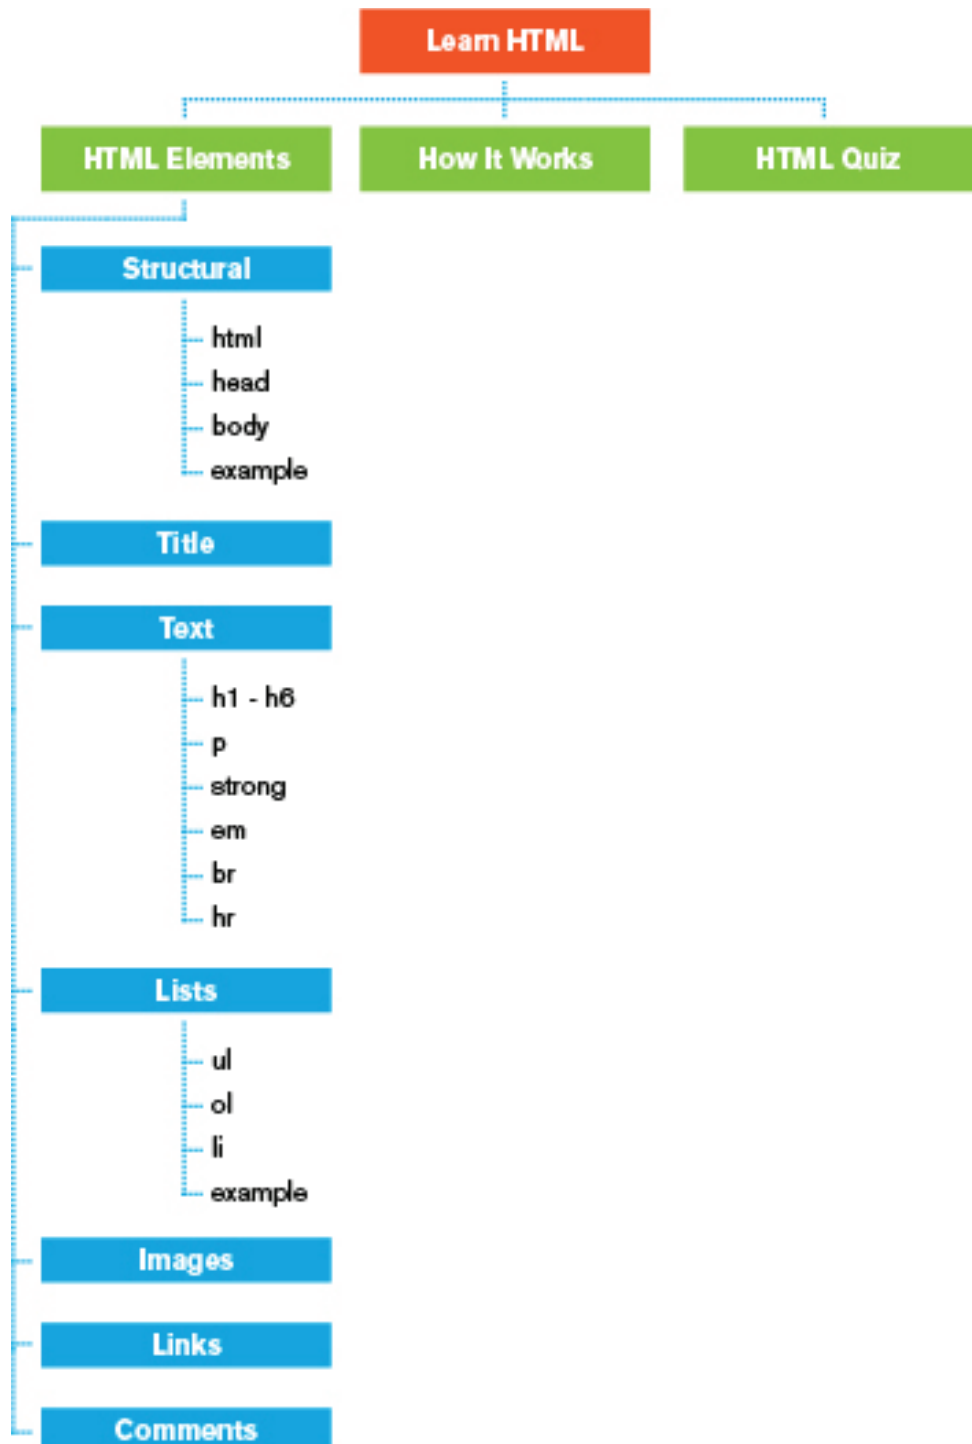 Learn HTML
HTML Elements
How It Works
HTML Quiz
Structural
html
head
body
example
Title
Text
h1 - h6
p
strong
em
br
hr
Lists
ul
ol
li
example
Images
Links
Comments